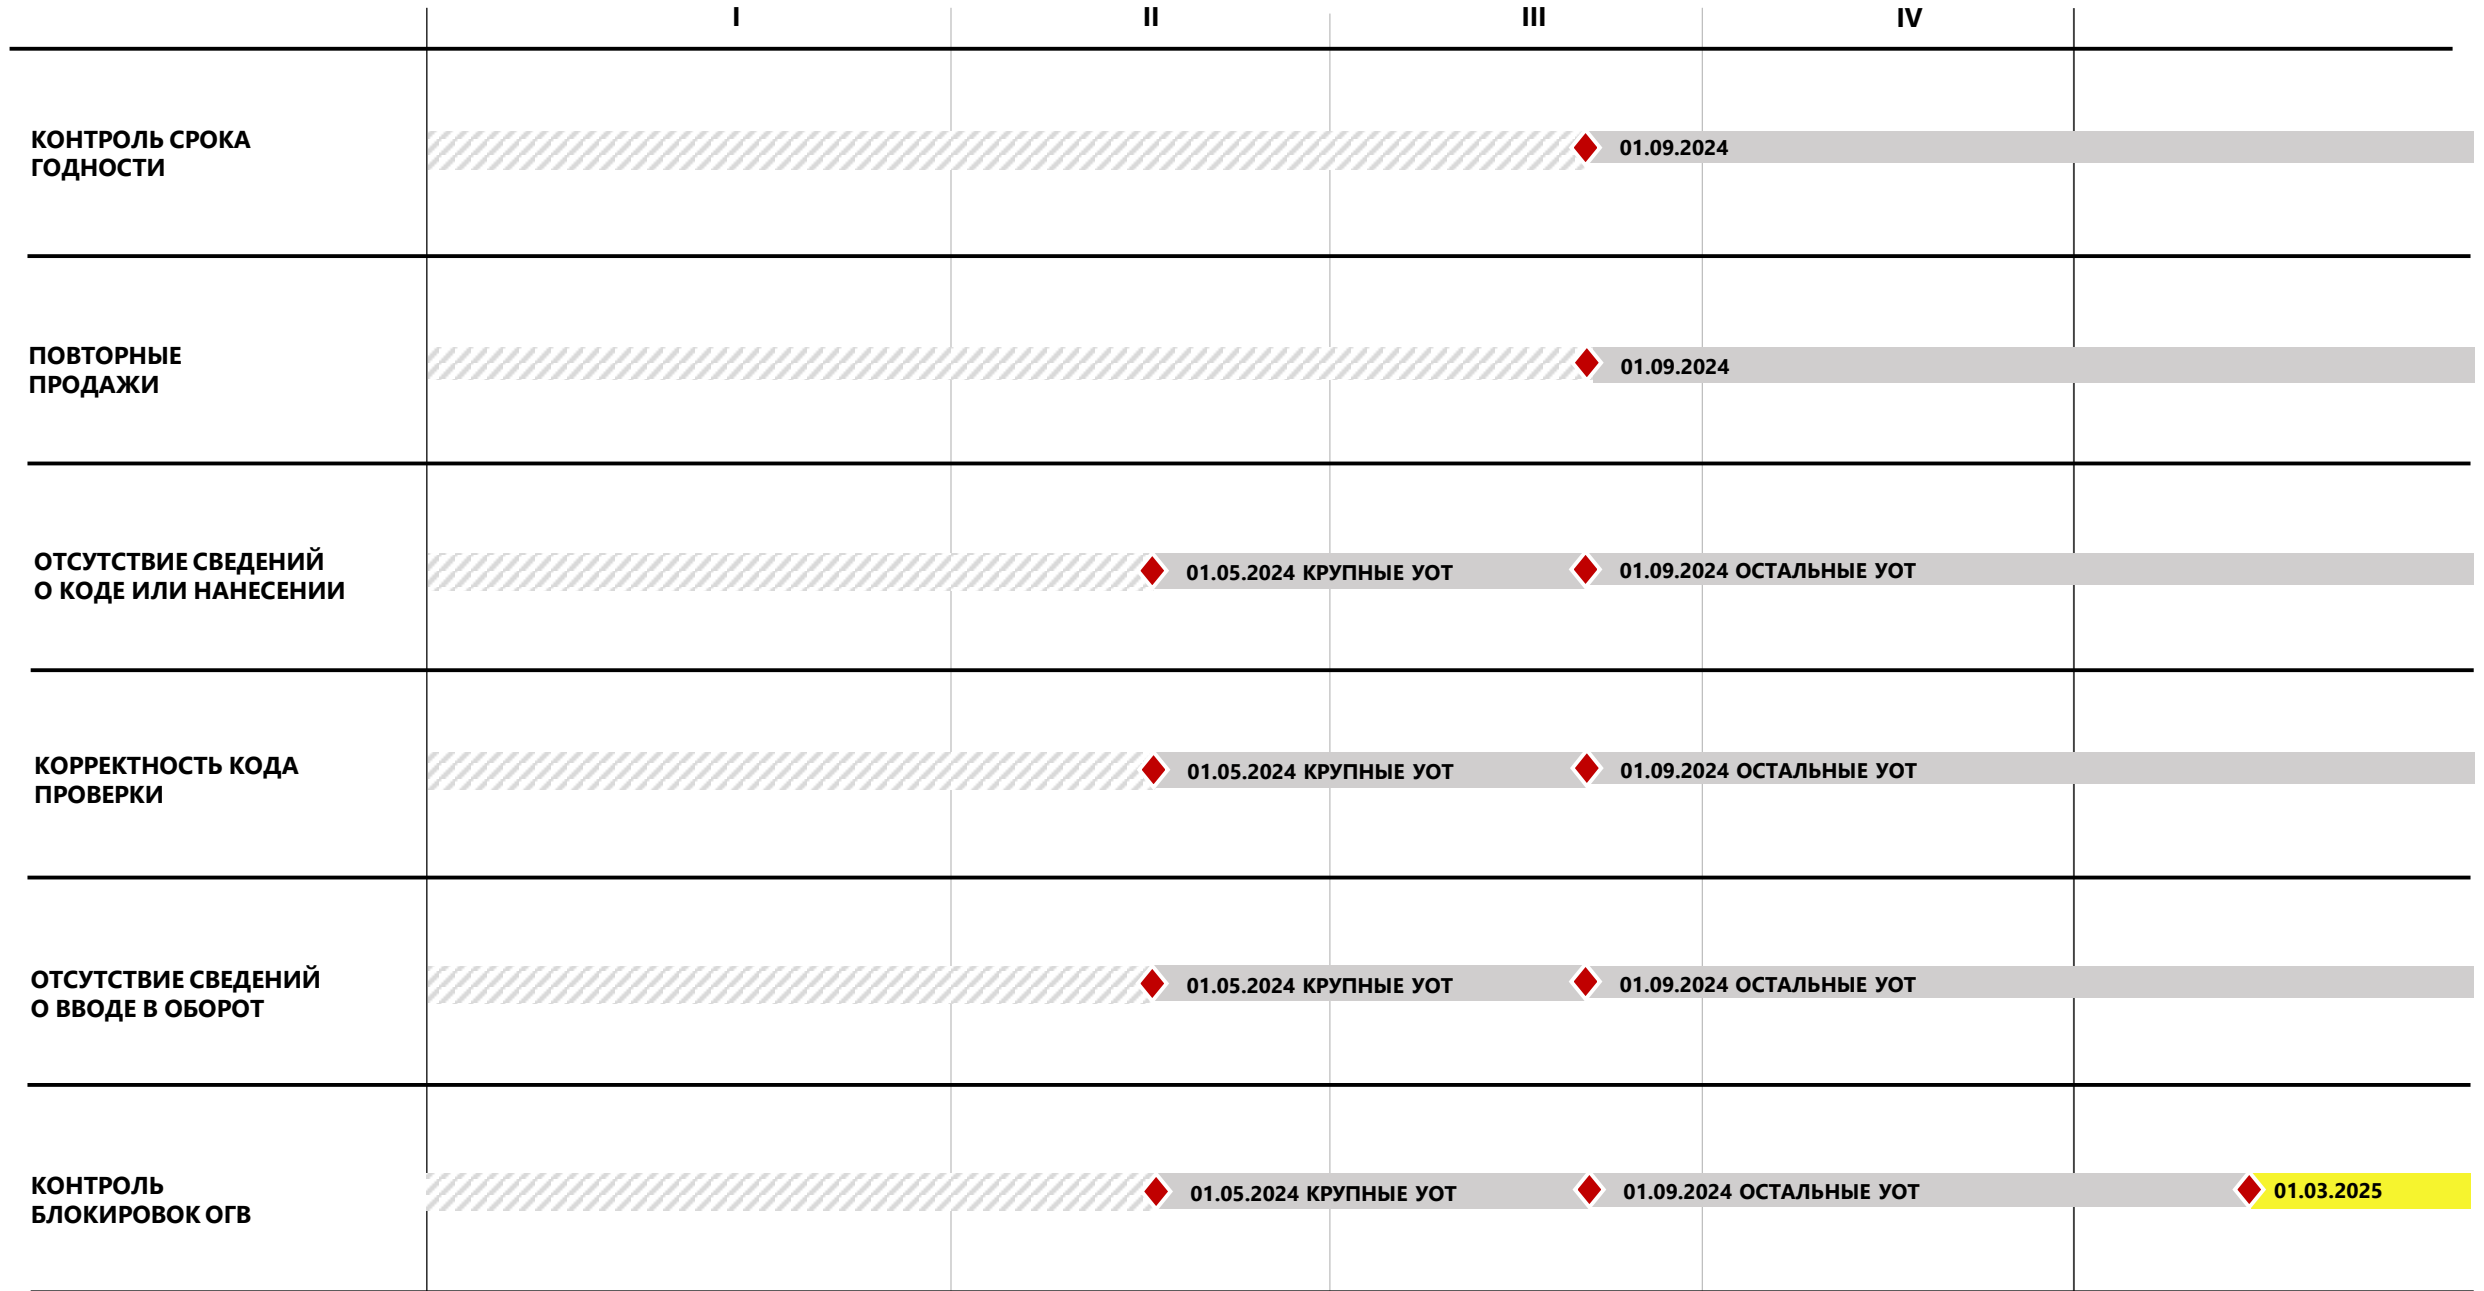 I II III IV
КОНТРОЛЬ СРОКА
ГОДНОСТИ
01.09.2024
ПОВТОРНЫЕ
ПРОДАЖИ
01.09.2024
ОТСУТСТВИЕ СВЕДЕНИЙ
О КОДЕ ИЛИ НАНЕСЕНИИ
01.05.2024 КРУПНЫЕ УОТ
01.09.2024 ОСТАЛЬНЫЕ УОТ
КОРРЕКТНОСТЬ КОДА
ПРОВЕРКИ
01.05.2024 КРУПНЫЕ УОТ
01.09.2024 ОСТАЛЬНЫЕ УОТ
ОТСУТСТВИЕ СВЕДЕНИЙ
О ВВОДЕ В ОБОРОТ
01.05.2024 КРУПНЫЕ УОТ
01.09.2024 ОСТАЛЬНЫЕ УОТ
КОНТРОЛЬ
БЛОКИРОВОК ОГВ
01.05.2024 КРУПНЫЕ УОТ
01.09.2024 ОСТАЛЬНЫЕ УОТ
01.03.2025